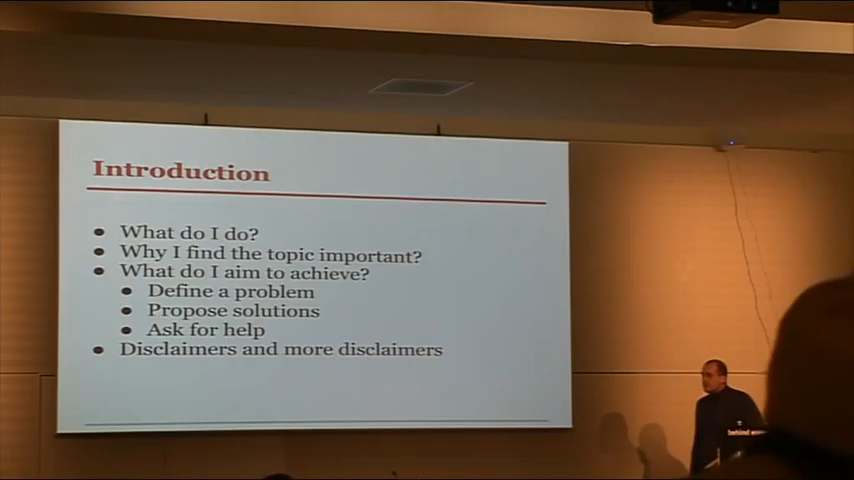 Introduction
What do I do?
Why I find the topic important?
What do I aim to achieve?
Define a problem
Propose solutions
Ask for help
Disclaimers and more disclaimers
behind